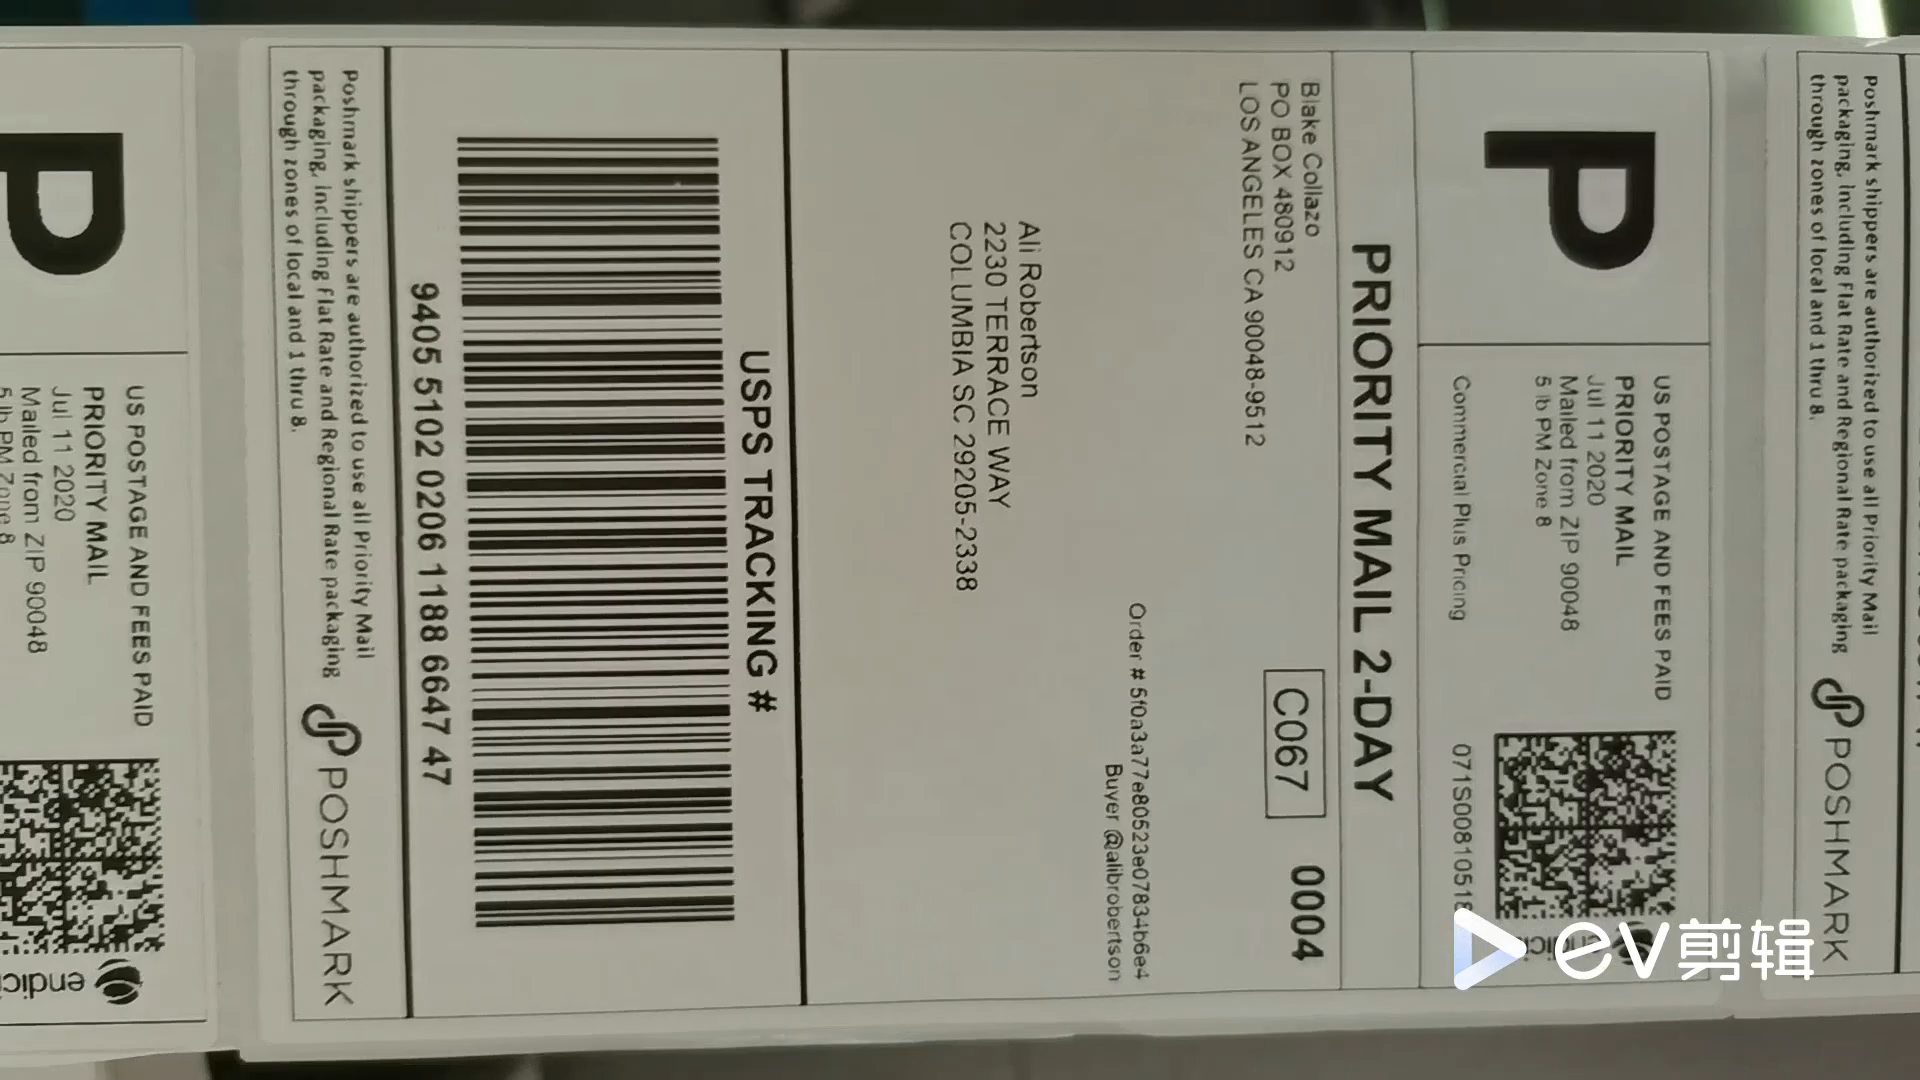 P
US POSTAGE AND FEES PAID
PRIORITY MAIL
Jul 11 2020
Mailed from ZIP 90048
5 lb PM Zone 8
Commercial Plus Pricing
071S0081051
PRIORITY MAIL 2-DAY
Blake Collazo
PO BOX 480912
LOS ANGELES CA 90048-9512
0004
C067
Order # 5f0a3a77e80523e07834b6e4
Buyer @alibrobertson
Ali Robertson
2230 TERRACE WAY
COLUMBIA SC 29205-2338
USPS TRACKING #
9405 5102 0206 1188 6647 47
Poshmark shippers are authorized to use all Priority Mail
packaging, including Flat Rate and Regional Rate packaging
through zones of local and 1 thru 8.
POSHMARK
Poshmark shippers are authorized to use all Priority Mail
packaging, including Flat Rate and Regional Rate packaging
through zones of local and 1 thru 8.
POSHMARK
P
US POSTAGE AND FEES PAID
PRIORITY MAIL
Jul 11 2020
Mailed from ZIP 90048
5 lb PM Zone 8
endici
EV剪辑